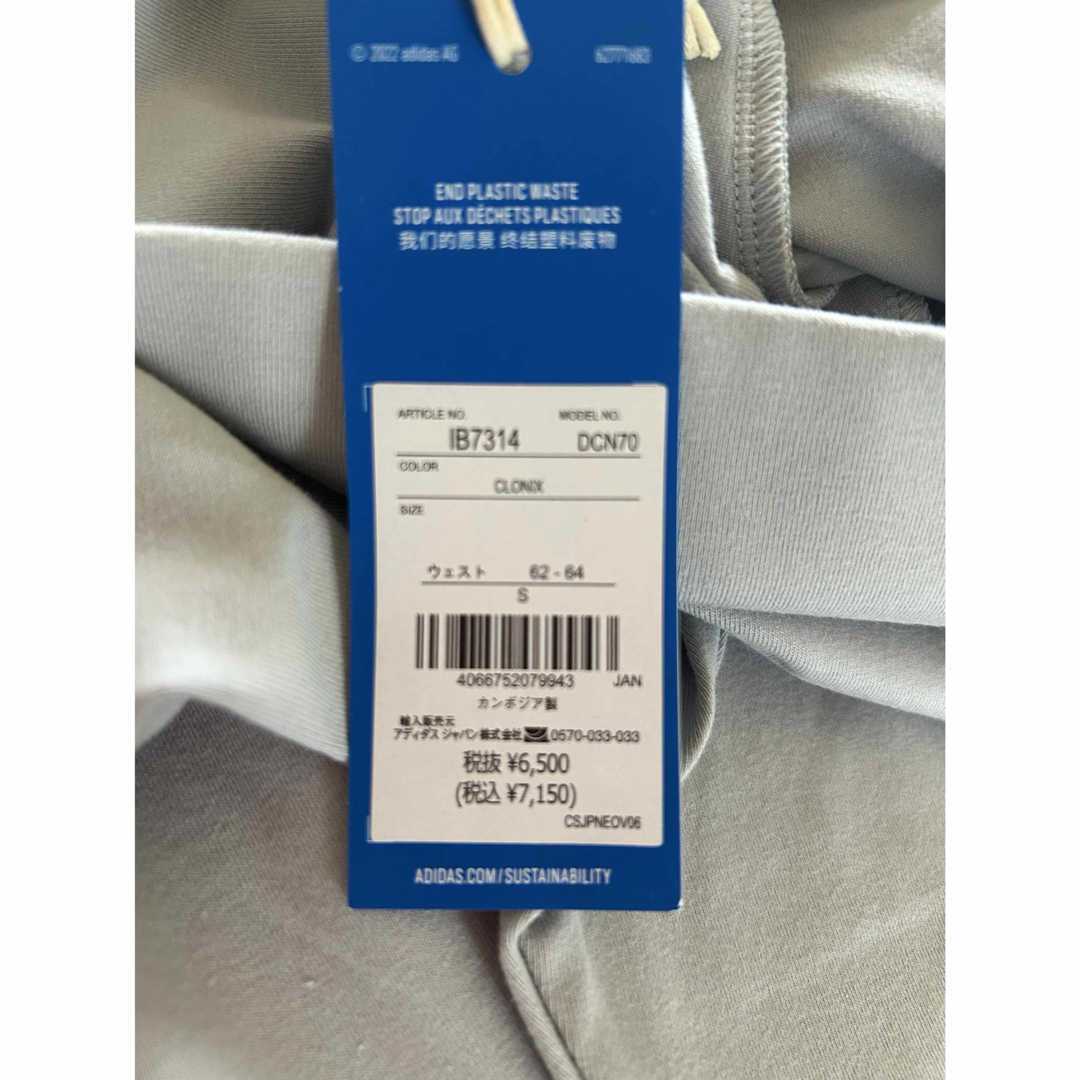 © 2022 adidas AG
END PLASTIC WASTE
STOP AUX DÉCHETS PLASTIQUES
我们的愿景 终结塑料废物
ARTICLE NO. MODEL NO.
IB7314 DCN70
COLOR
CLONIX
SIZE
ウェスト 62 - 64
S
4066752079943 JAN
カンボジア製
輸入販売元
アディダス ジャパン株式会社 0570-033-033
税抜 ¥6,500
(税込 ¥7,150)
CSJPNEOV06
ADIDAS.COM/SUSTAINABILITY